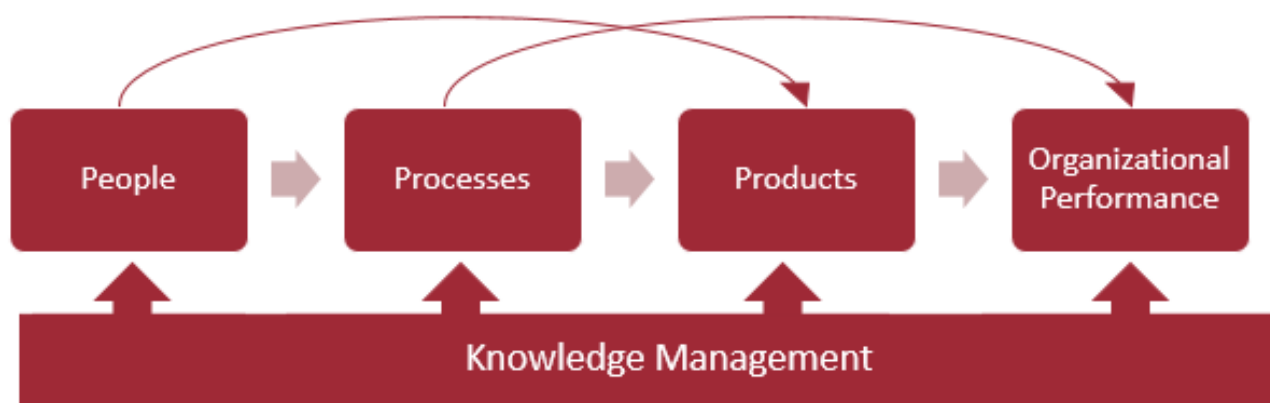 People
Processes
Products
Organizational
Performance
Knowledge Management